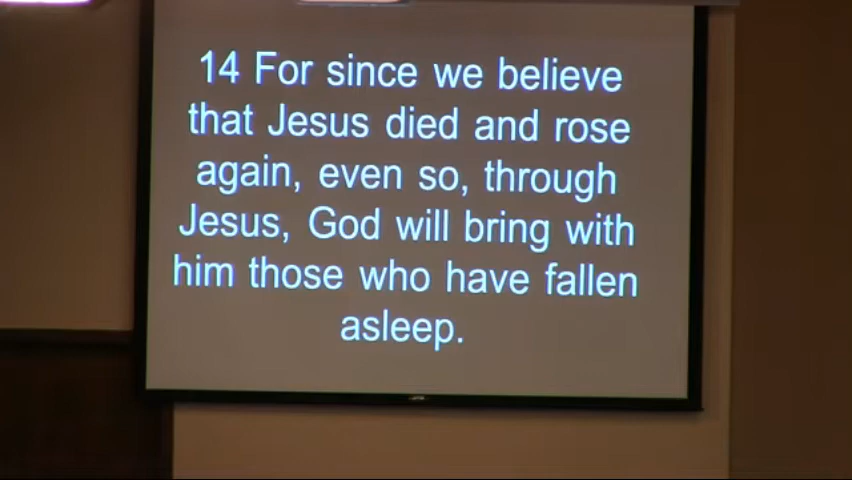 14 For since we believe
that Jesus died and rose
again, even so, through
Jesus, God will bring with
him those who have fallen
asleep.